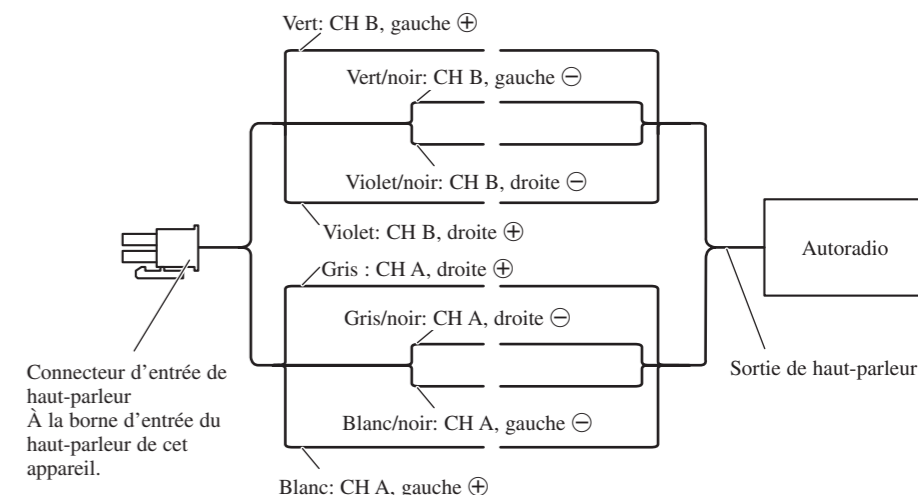 Vert: CH B, gauche ⊕
Vert/noir: CH B, gauche ⊖
Violet/noir: CH B, droite ⊖
Violet: CH B, droite ⊕
Gris : CH A, droite ⊕
Gris/noir: CH A, droite ⊖
Blanc/noir: CH A, gauche ⊖
Blanc: CH A, gauche ⊕
Connecteur d’entrée de
haut-parleur
À la borne d’entrée du
haut-parleur de cet
appareil.
Autoradio
Sortie de haut-parleur